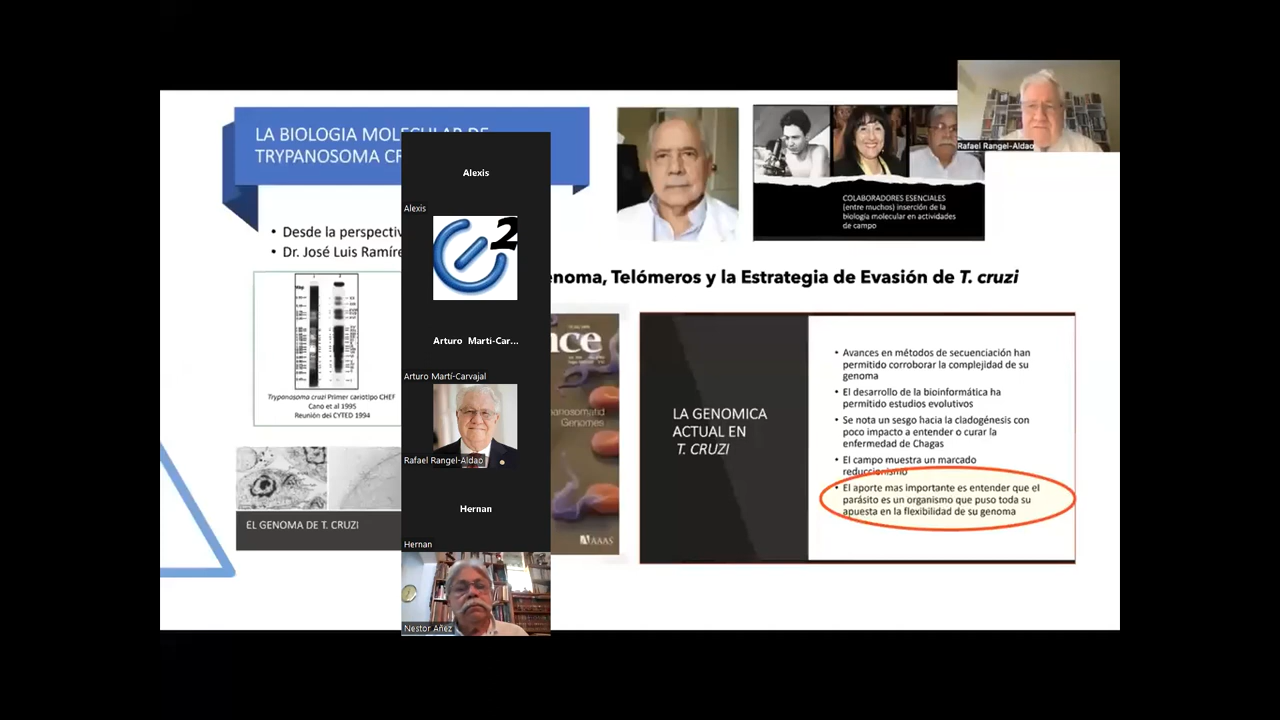 LA BIOLOGIA MOLECULAR DE
TRYPANOSOMA CR
• Desde la perspectiv
• Dr. José Luis Ramíre
Trypanosoma cruzi Primer cariotipo CHEF
Cano et al 1995
Reunión del CYTED 1994
EL GENOMA DE T. CRUZI
Alexis
Alexis
2
Arturo Marti-Car...
Arturo Martí-Carvajal
Rafael Rangel-Aldao
Hernan
Hernan
Nestor Añez
COLABORADORES ESENCIALES
(entre muchos) inserción de la
biología molecular en actividades
de campo
Rafael Rangel-Aldao
enoma, Telómeros y la Estrategia de Evasión de T. cruzi
nce
Genomes
AAAS
LA GENOMICA
ACTUAL EN
T. CRUZI
• Avances en métodos de secuenciación han
permitido corroborar la complejidad de su
genoma
• El desarrollo de la bioinformática ha
permitido estudios evolutivos
• Se nota un sesgo hacia la cladogénesis con
poco impacto a entender o curar la
enfermedad de Chagas
• El campo muestra un marcado
reduccionismo
• El aporte mas importante es entender que el
parásito es un organismo que puso toda su
apuesta en la flexibilidad de su genoma